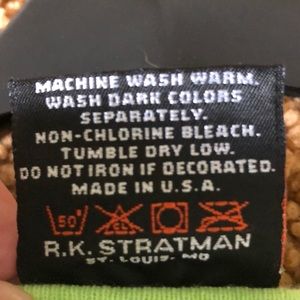 MACHINE WASH WARM.
WASH DARK COLORS
SEPARATELY.
NON-CHLORINE BLEACH.
TUMBLE DRY LOW.
DO NOT IRON IF DECORATED.
MADE IN U.S.A.
50° CL
R.K. STRATMAN
ST. LOUIS, MO